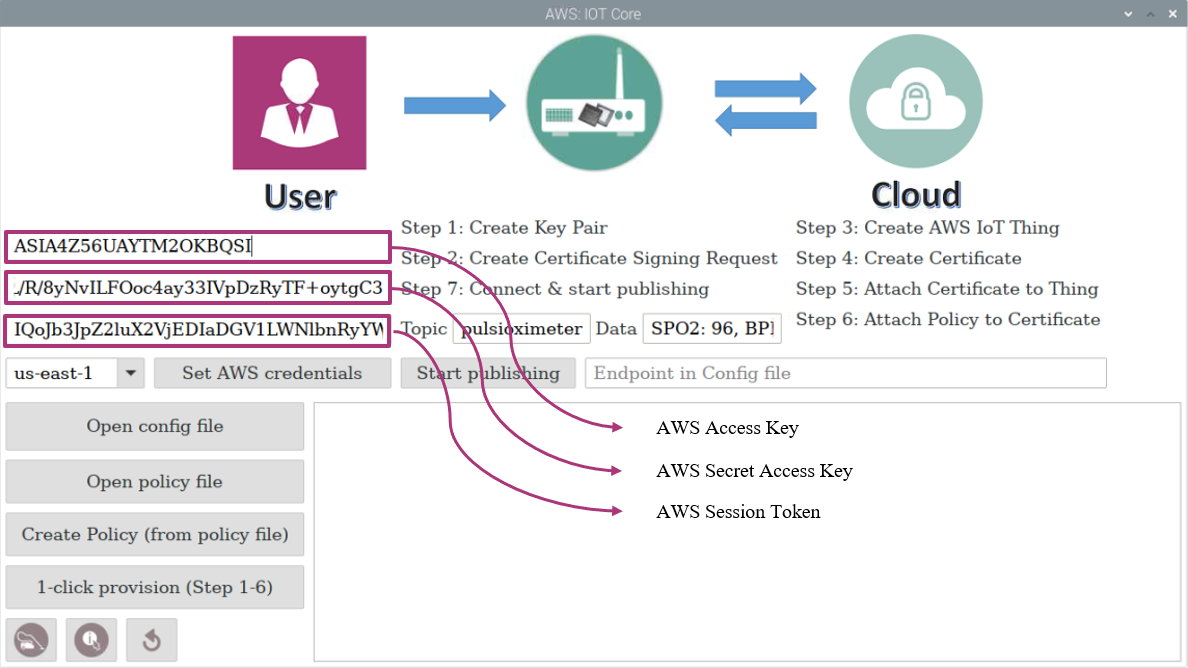 AWS: IOT Core
User
Cloud
Step 1: Create Key Pair
Step 2: Create Certificate Signing Request
Step 7: Connect & start publishing
Step 3: Create AWS IoT Thing
Step 4: Create Certificate
Step 5: Attach Certificate to Thing
Step 6: Attach Policy to Certificate
ASIA4Z56UAYTM2OKBQSI
/R/8yNvILFOoc4ay33IVpDzRyTF+oytgC3
IQoJb3JpZ2luX2VjEDIaDGV1LWNlbnRyYW
Topic pulsioximeter Data SPO2: 96, BP
us-east-1 Set AWS credentials Start publishing Endpoint in Config file
Open config file
Open policy file
Create Policy (from policy file)
1-click provision (Step 1-6)
AWS Access Key
AWS Secret Access Key
AWS Session Token